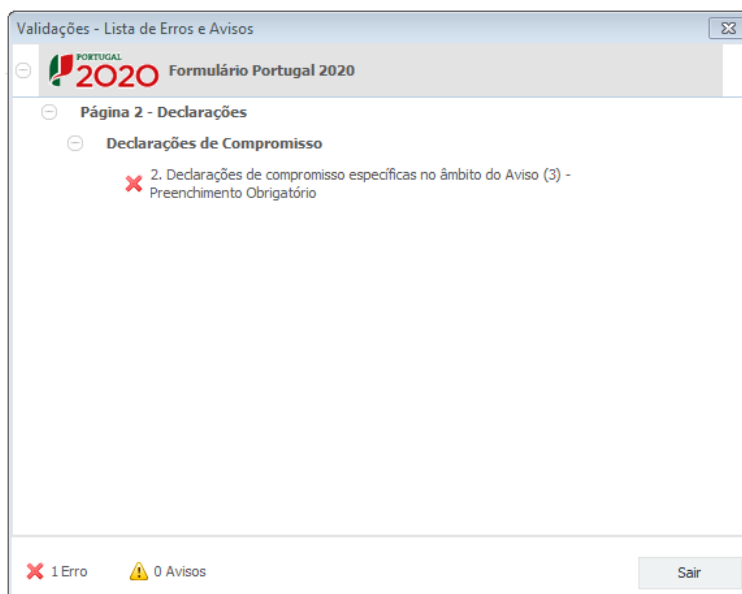 Validações - Lista de Erros e Avisos
PORTUGAL
2020 Formulário Portugal 2020
Página 2 - Declarações
Declarações de Compromisso
2. Declarações de compromisso específicas no âmbito do Aviso (3) -
Preenchimento Obrigatório
1 Erro 0 Avisos Sair